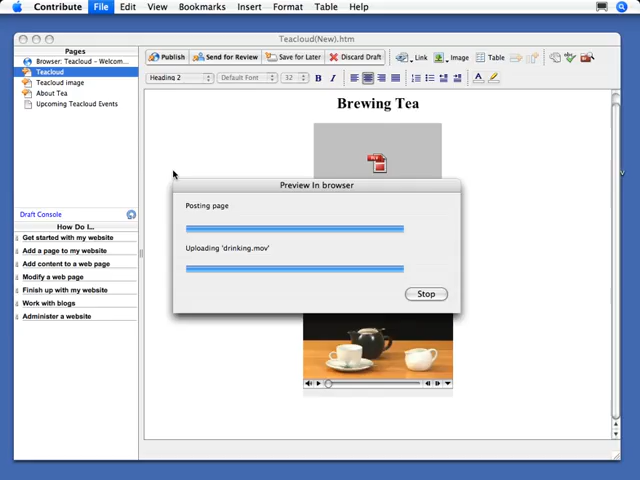 Contribute File Edit View Bookmarks Insert Format Table Help
Teacloud(New).htm
Pages
Browser: Teacloud - Welcom...
Teacloud
Teacloud image
About Tea
Upcoming Teacloud Events
Publish Send for Review Save for Later Discard Draft Link Image Table
Heading 2 Default Font 32 B I
Brewing Tea
Preview In browser
Posting page
Uploading 'drinking.mov'
Stop
Draft Console
How Do I...
Get started with my website
Add a page to my website
Add content to a web page
Modify a web page
Finish up with my website
Work with blogs
Administer a website